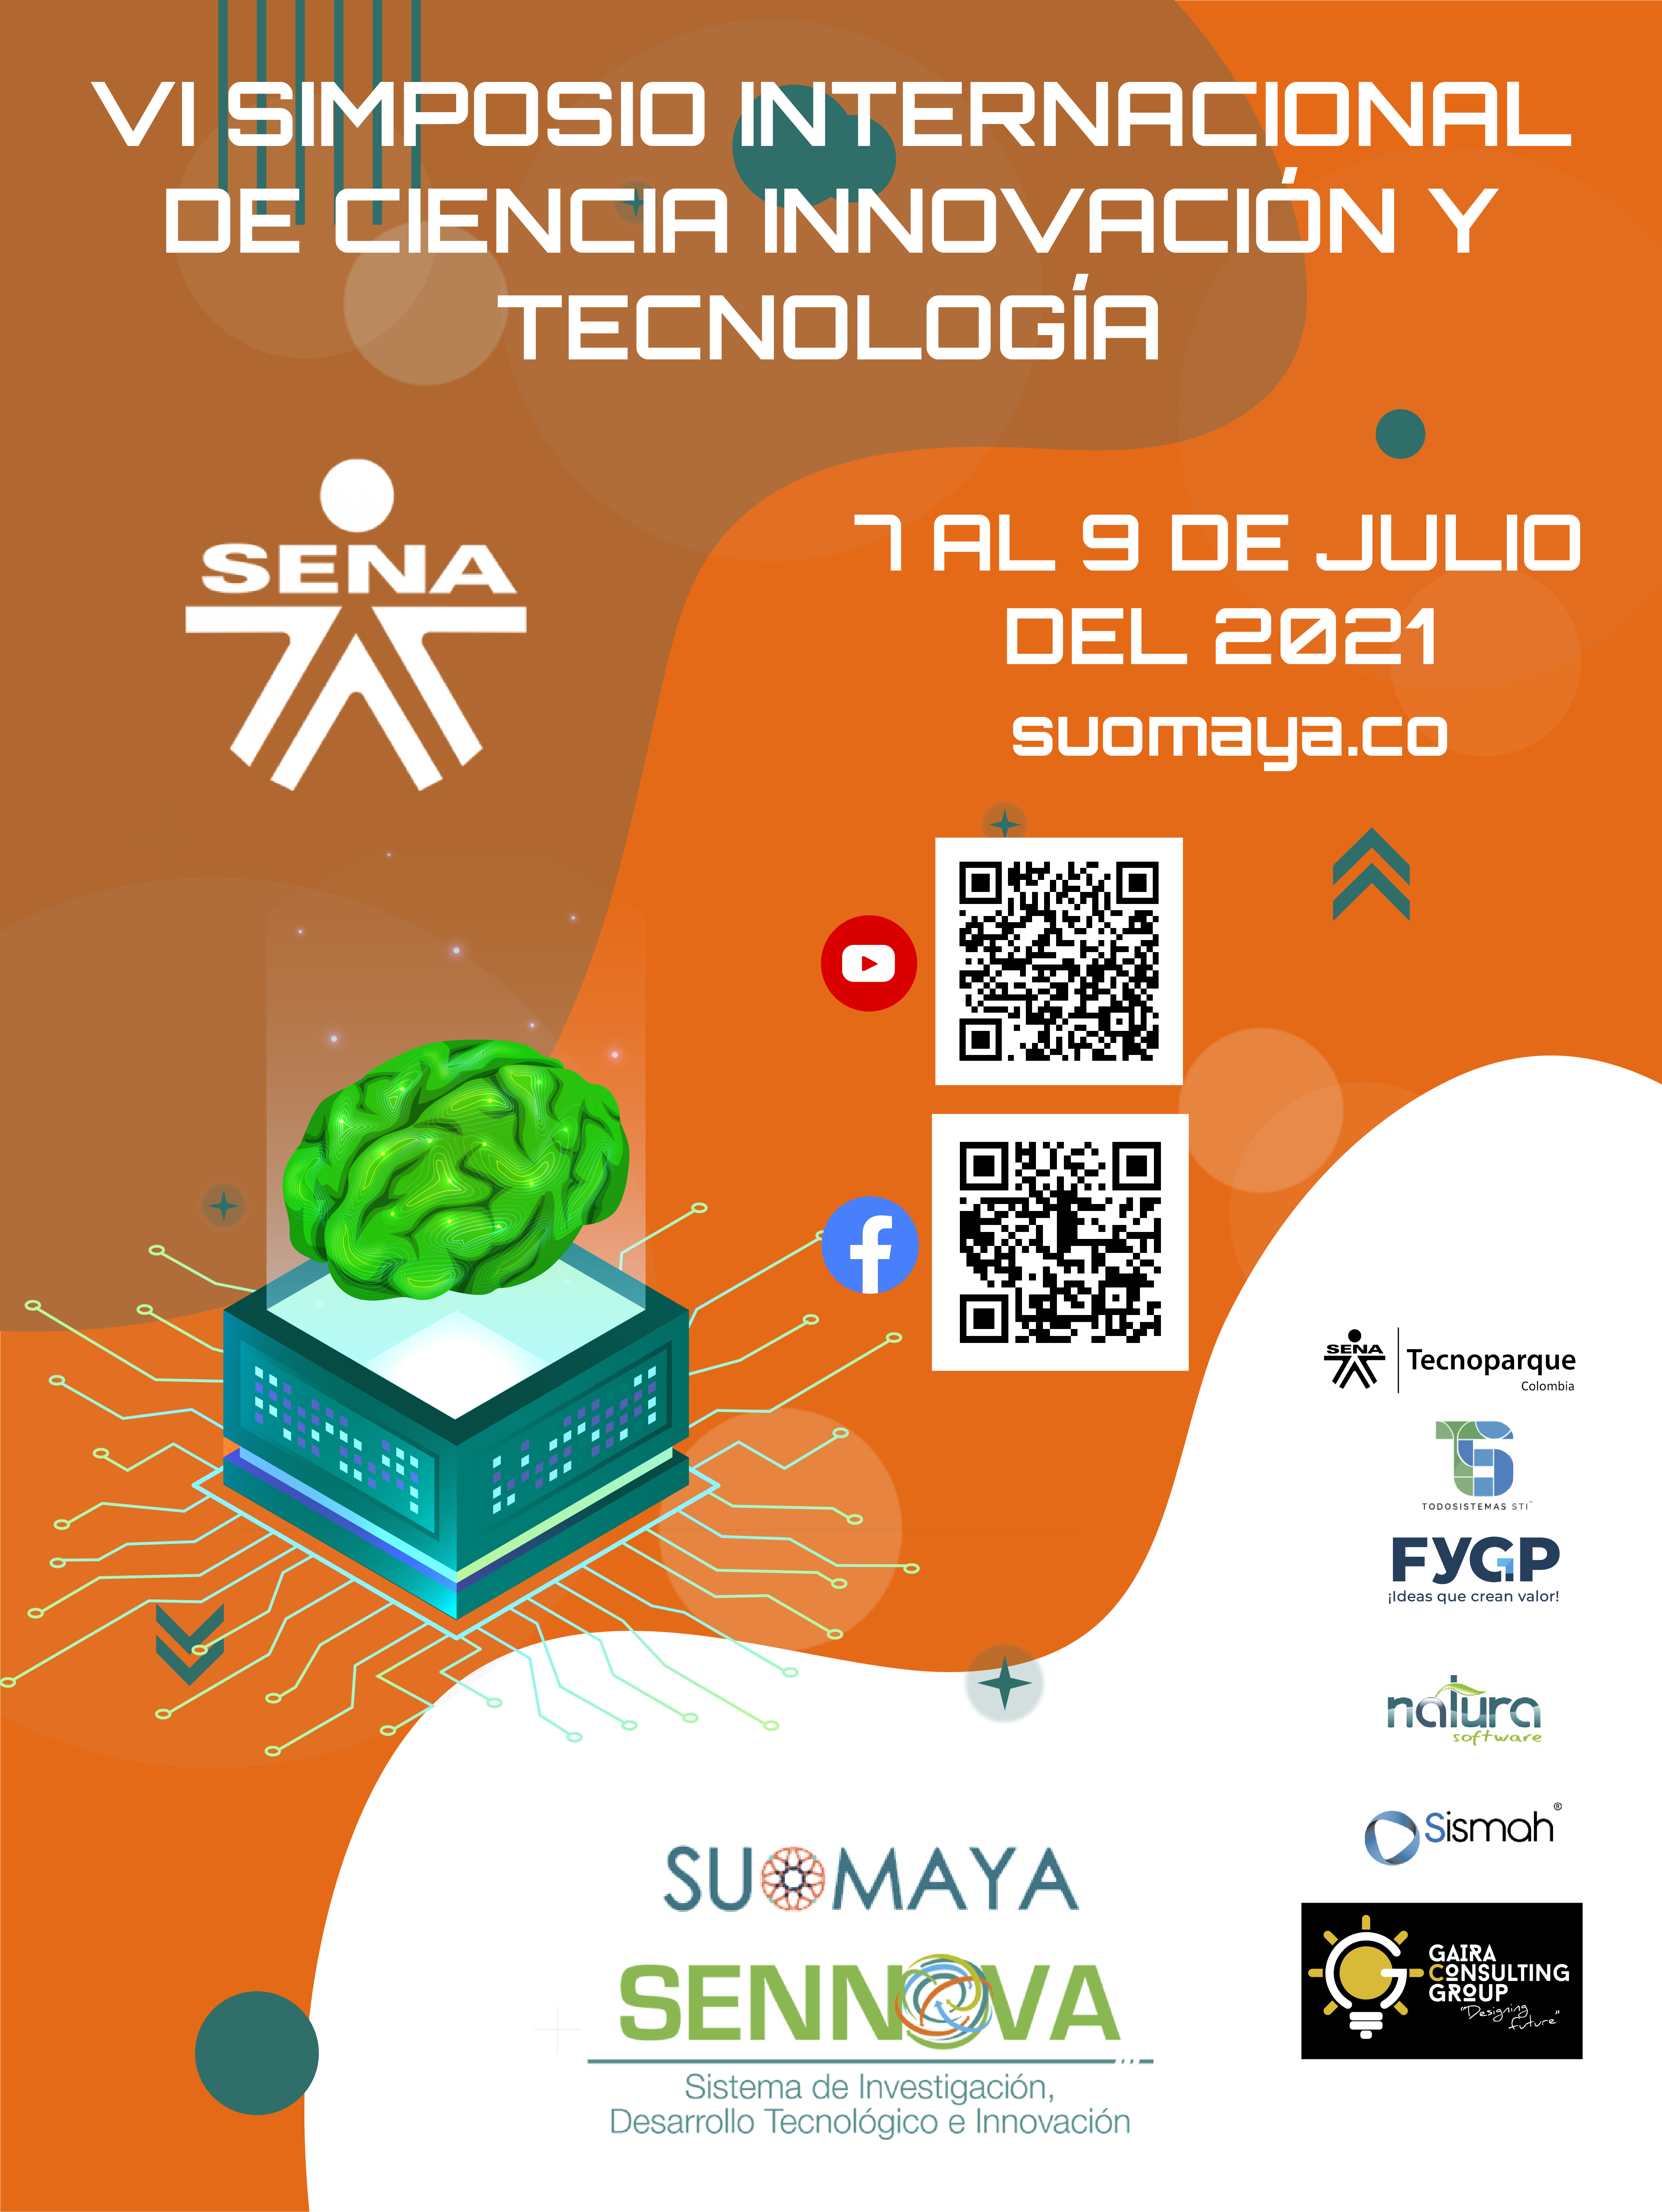 VI SIMPOSIO INTERNACIONAL
DE CIENCIA INNOVACIÓN Y
TECNOLOGÍA
SENA
7 AL 9 DE JULIO
DEL 2021
suomaya.co
SENA
Tecnoparque
Colombia
TS
TODOSISTEMAS STI™
FYGP
¡Ideas que crean valor!
natura
software
Sismah®
SUOMAYA
GAIRA
CONSULTING
GROUP
"Designing
future"
SENNOVA
Sistema de Investigación,
Desarrollo Tecnológico e Innovación